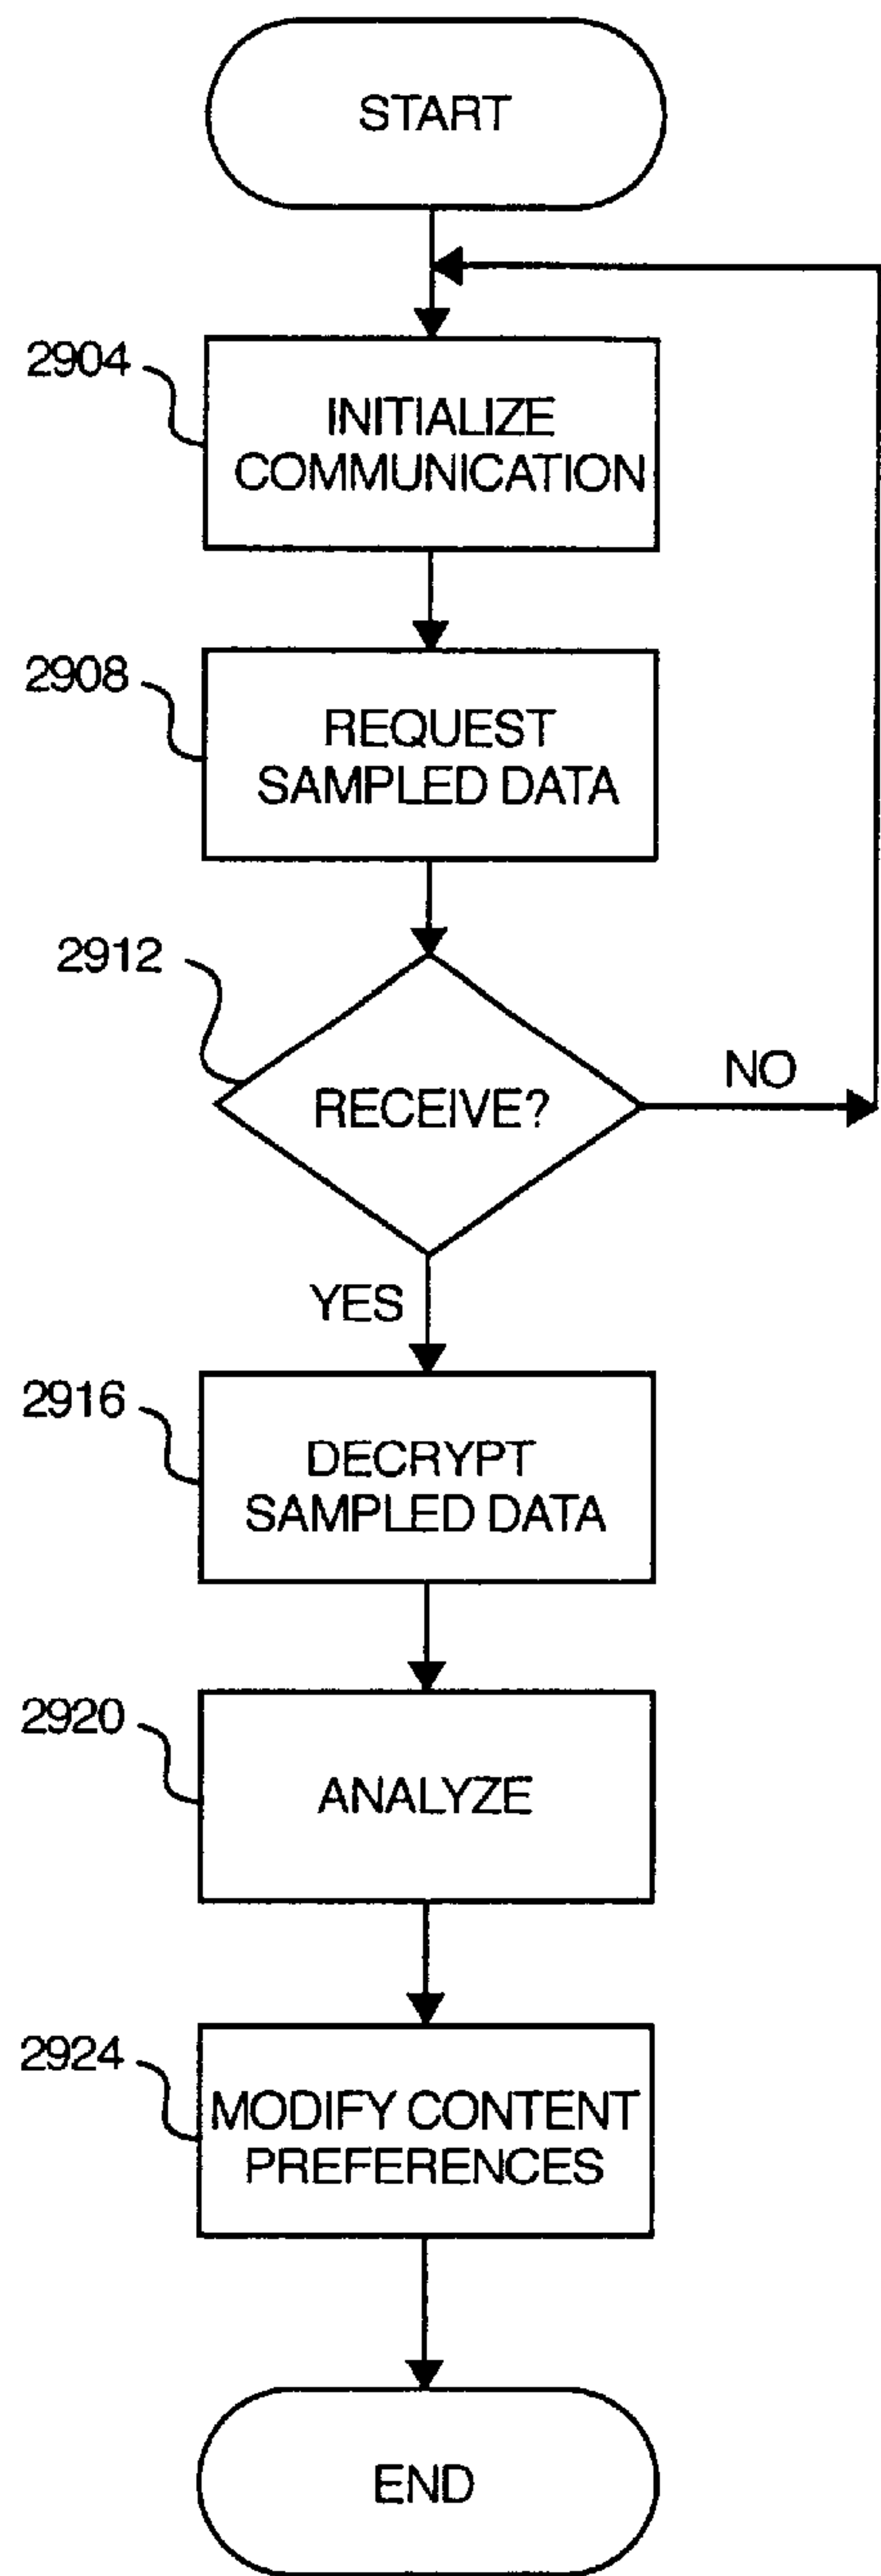 START
2904
INITIALIZE
COMMUNICATION
2908
REQUEST
SAMPLED DATA
2912
RECEIVE?
NO
YES
2916
DECRYPT
SAMPLED DATA
2920
ANALYZE
2924
MODIFY CONTENT
PREFERENCES
END